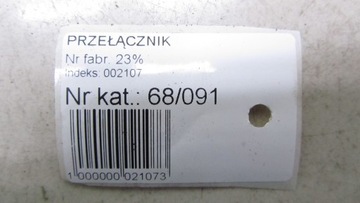 PRZEŁĄCZNIK
Nr fabr. 23%
Indeks: 002107
Nr kat.: 68/091
1 000000 021073